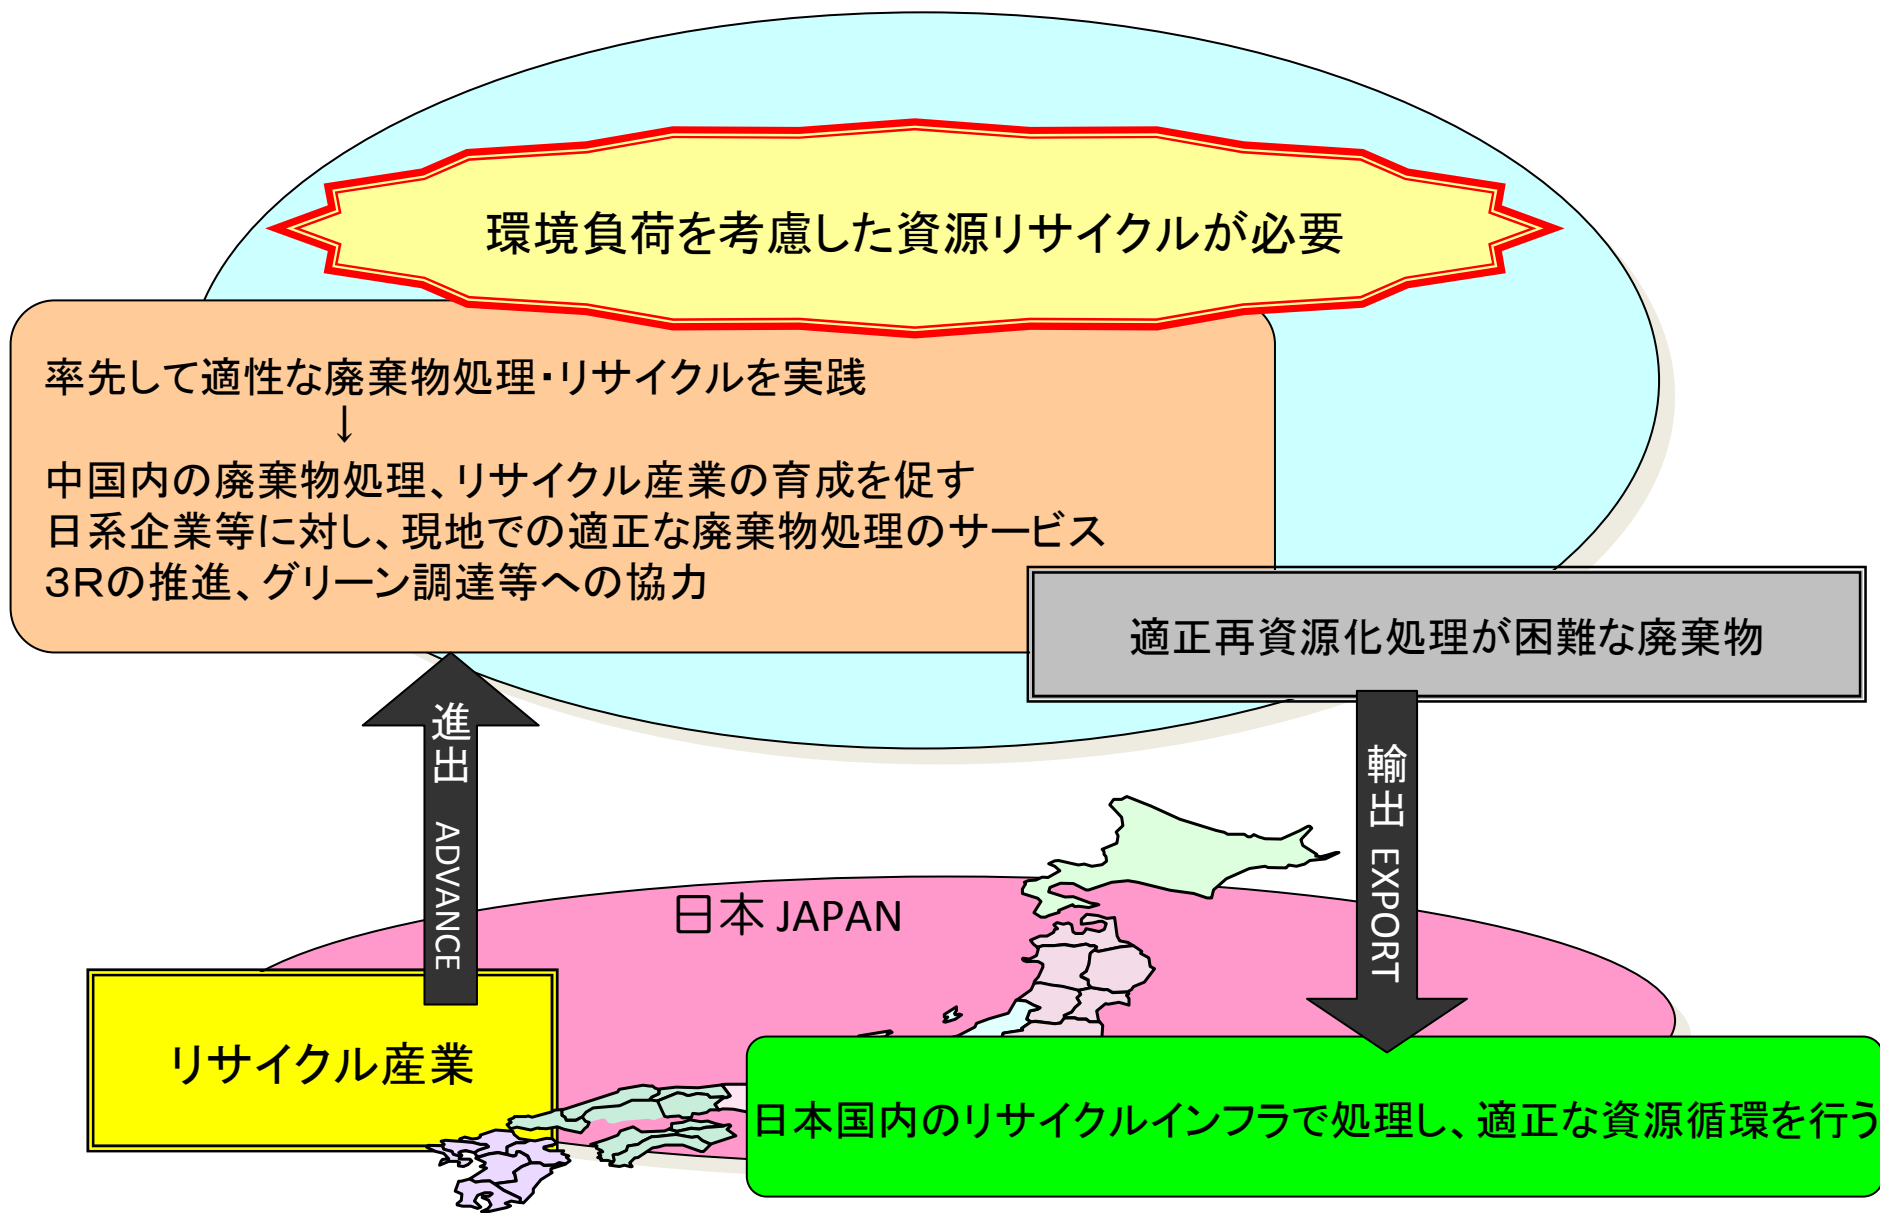 環境負荷を考慮した資源リサイクルが必要
率先して適性な廃棄物処理・リサイクルを実践
↓
中国内の廃棄物処理、リサイクル産業の育成を促す
日系企業等に対し、現地での適正な廃棄物処理のサービス
３Rの推進、グリーン調達等への協力
適正再資源化処理が困難な廃棄物
進出 ADVANCE
輸出 EXPORT
日本 JAPAN
リサイクル産業
日本国内のリサイクルインフラで処理し、適正な資源循環を行う